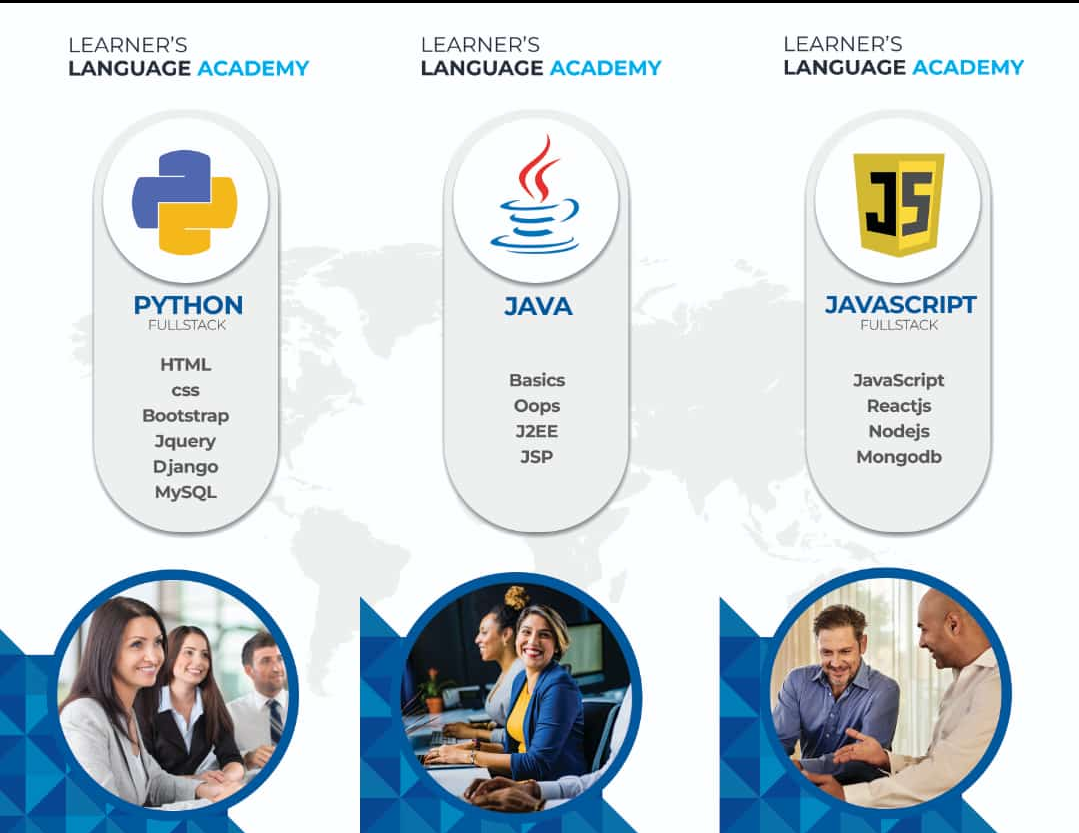 LEARNER'S
LANGUAGE ACADEMY
PYTHON
FULLSTACK
HTML
css
Bootstrap
Jquery
Django
MySQL
LEARNER'S
LANGUAGE ACADEMY
JAVA
Basics
Oops
J2EE
JSP
LEARNER'S
LANGUAGE ACADEMY
JS
JAVASCRIPT
FULLSTACK
JavaScript
Reactjs
Nodejs
Mongodb